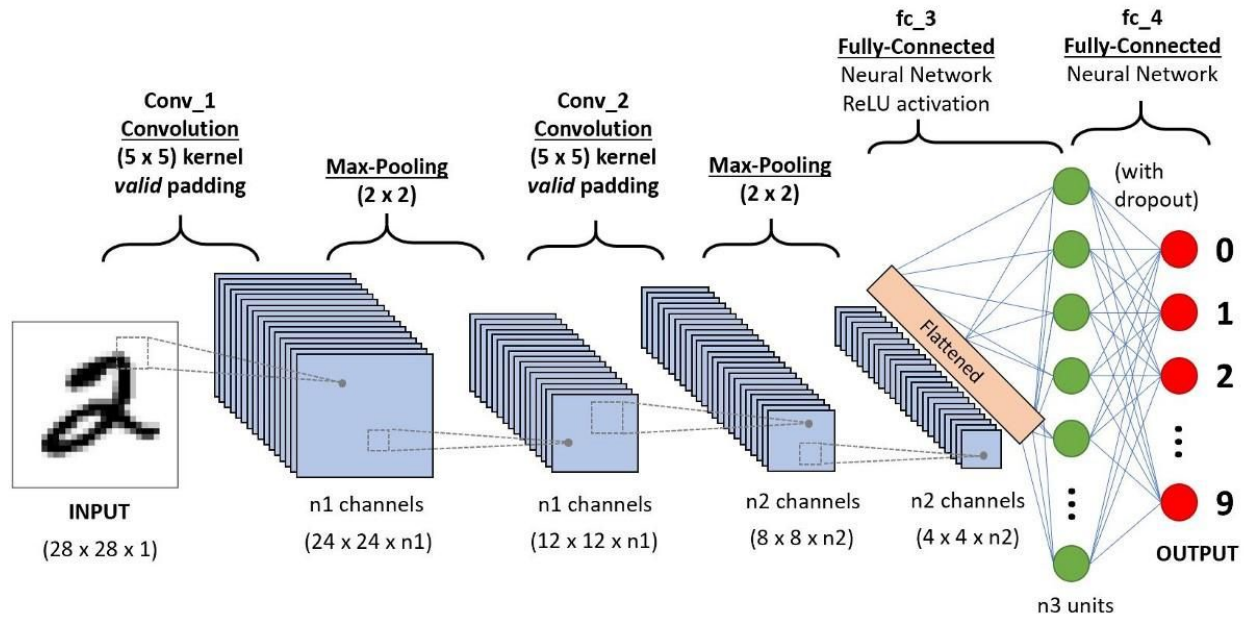 fc_3
Fully-Connected
Neural Network
ReLU activation
fc_4
Fully-Connected
Neural Network
Conv_1
Convolution
(5 x 5) kernel
valid padding
Max-Pooling
(2 x 2)
Conv_2
Convolution
(5 x 5) kernel
valid padding
Max-Pooling
(2 x 2)
(with
dropout)
Flattened
0
1
2
9
INPUT
(28 x 28 x 1)
n1 channels
(24 x 24 x n1)
n1 channels
(12 x 12 x n1)
n2 channels
(8 x 8 x n2)
n2 channels
(4 x 4 x n2)
OUTPUT
n3 units